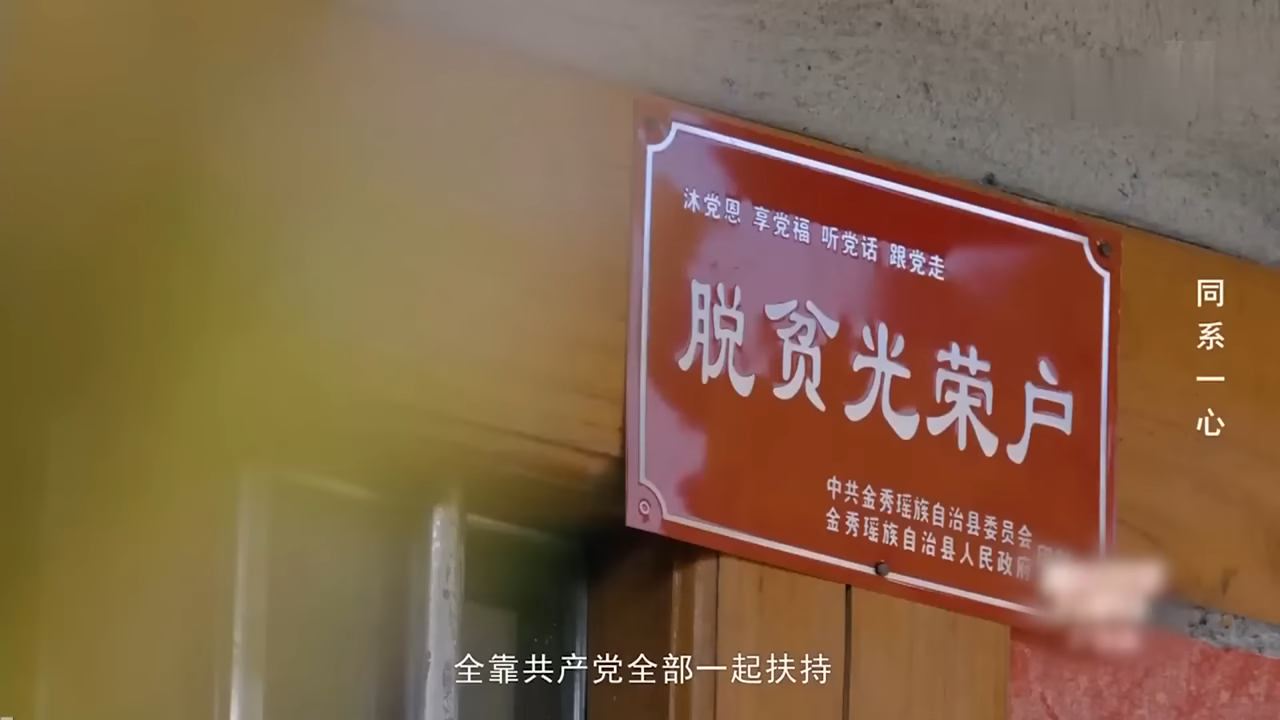 沐党恩 享党福 听党话 跟党走
脱贫光荣户
中共金秀瑶族自治县委员会
金秀瑶族自治县人民政府
同系一心
全靠共产党全部一起扶持